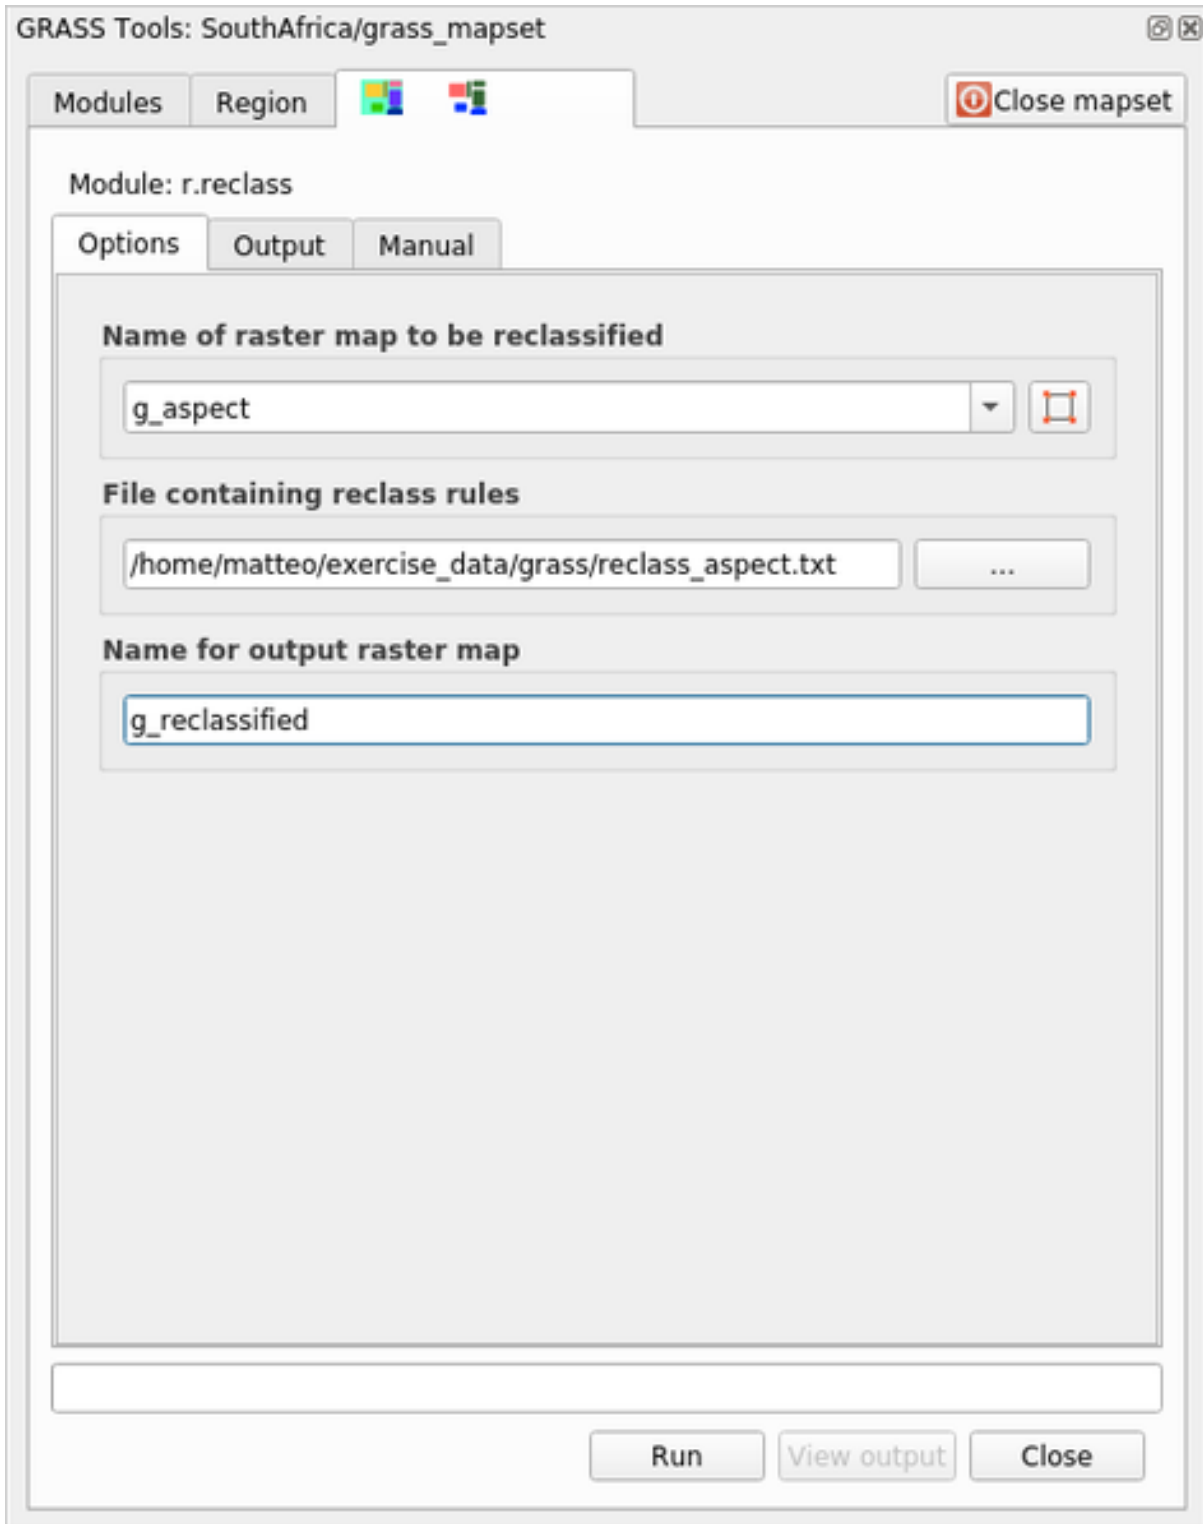 GRASS Tools: SouthAfrica/grass_mapset
Modules Region Close mapset
Module: r.reclass
Options Output Manual
Name of raster map to be reclassified
g_aspect
File containing reclass rules
/home/matteo/exercise_data/grass/reclass_aspect.txt ...
Name for output raster map
g_reclassified
Run View output Close